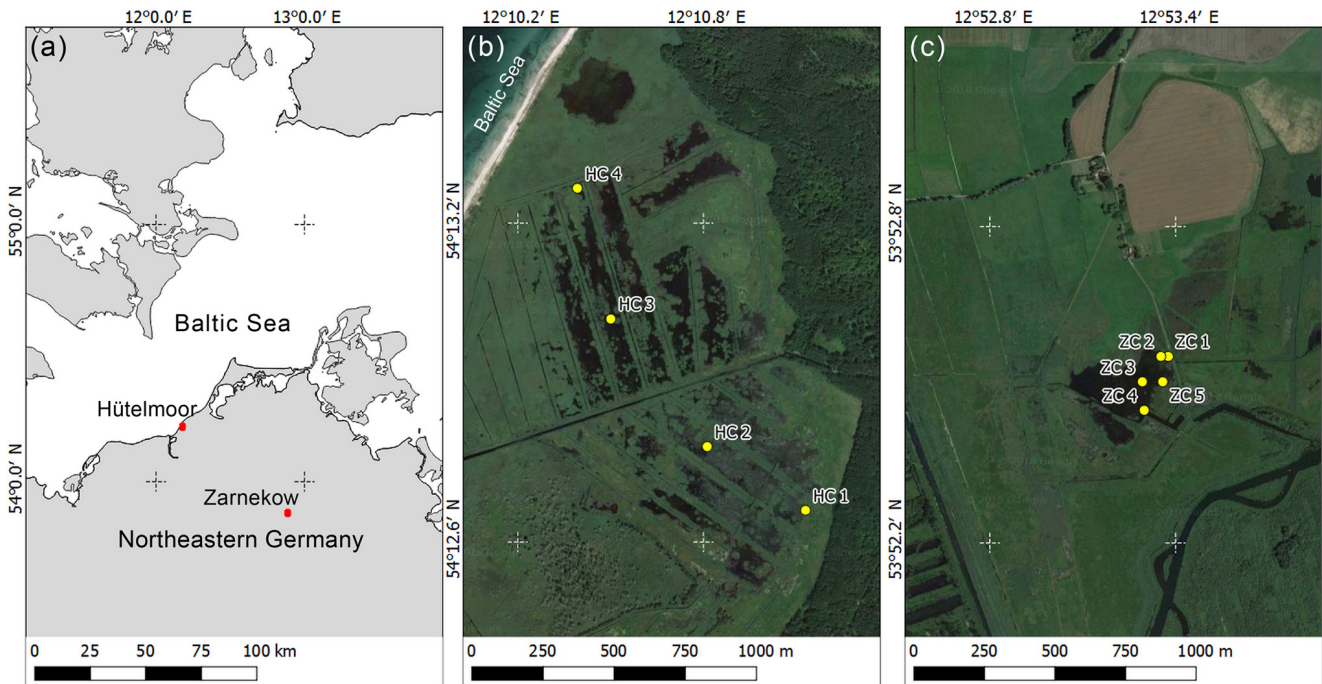 12°0.0′ E
13°0.0′ E
12°10.2′ E
12°10.8′ E
12°52.8′ E
12°53.4′ E
(a)
(b)
(c)
Baltic Sea
HC 4
55°0.0′ N
54°13.2′ N
53°52.8′ N
HC 3
Baltic Sea
ZC 2
ZC 1
ZC 3
Hütelmoor
ZC 4
ZC 5
HC 2
54°0.0′ N
Zarnekow
HC 1
Northeastern Germany
54°12.6′ N
53°52.2′ N
0 25 50 75 100 km
0 250 500 750 1000 m
0 250 500 750 1000 m